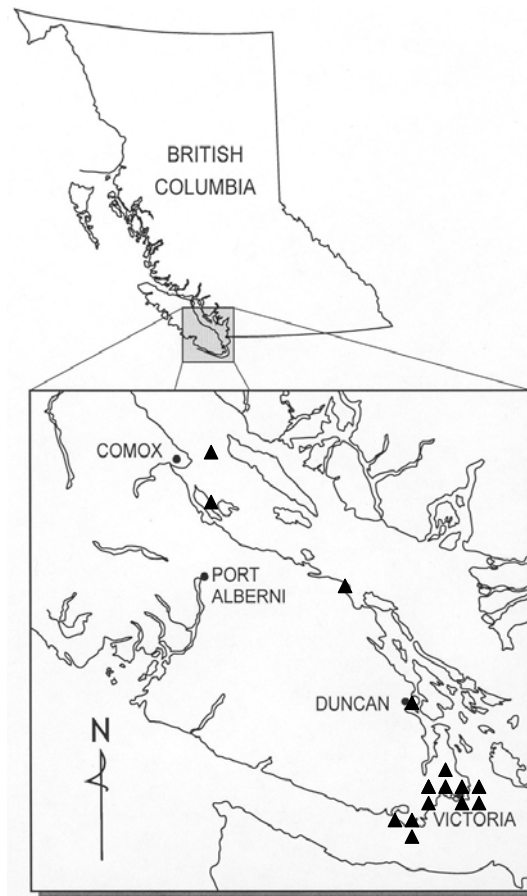 BRITISH
COLUMBIA
COMOX
PORT
ALBERNI
DUNCAN
N
VICTORIA